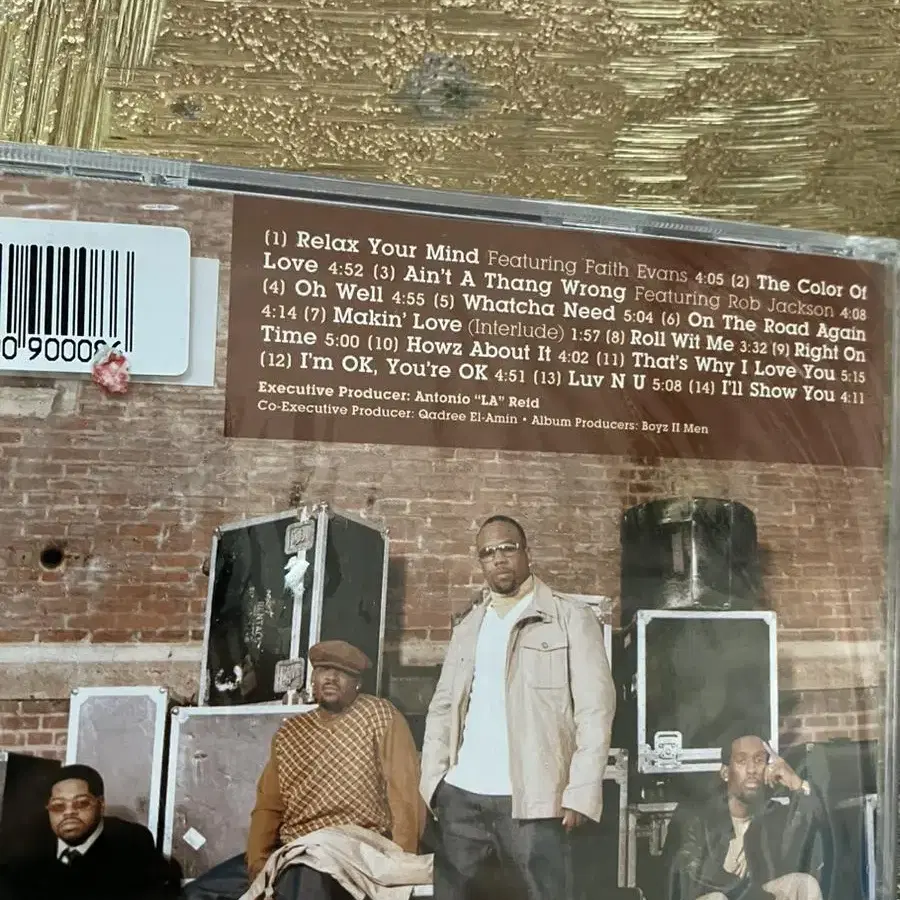 (1) Relax Your Mind Featuring Faith Evans 4:05 (2) The Color Of
Love 4:52 (3) Ain't A Thang Wrong Featuring Rob Jackson 4:08
(4) Oh Well 4:55 (5) Whatcha Need 5:04 (6) On The Road Again
4:14 (7) Makin' Love (Interlude) 1:57 (8) Roll Wit Me 3:32 (9) Right On
Time 5:00 (10) Howz About It 4:02 (11) That's Why I Love You 5:15
(12) I'm OK, You're OK 4:51 (13) Luv N U 5:08 (14) I'll Show You 4:11
Executive Producer: Antonio "LA" Reid
Co-Executive Producer: Qadree El-Amin • Album Producers: Boyz II Men
0 900086